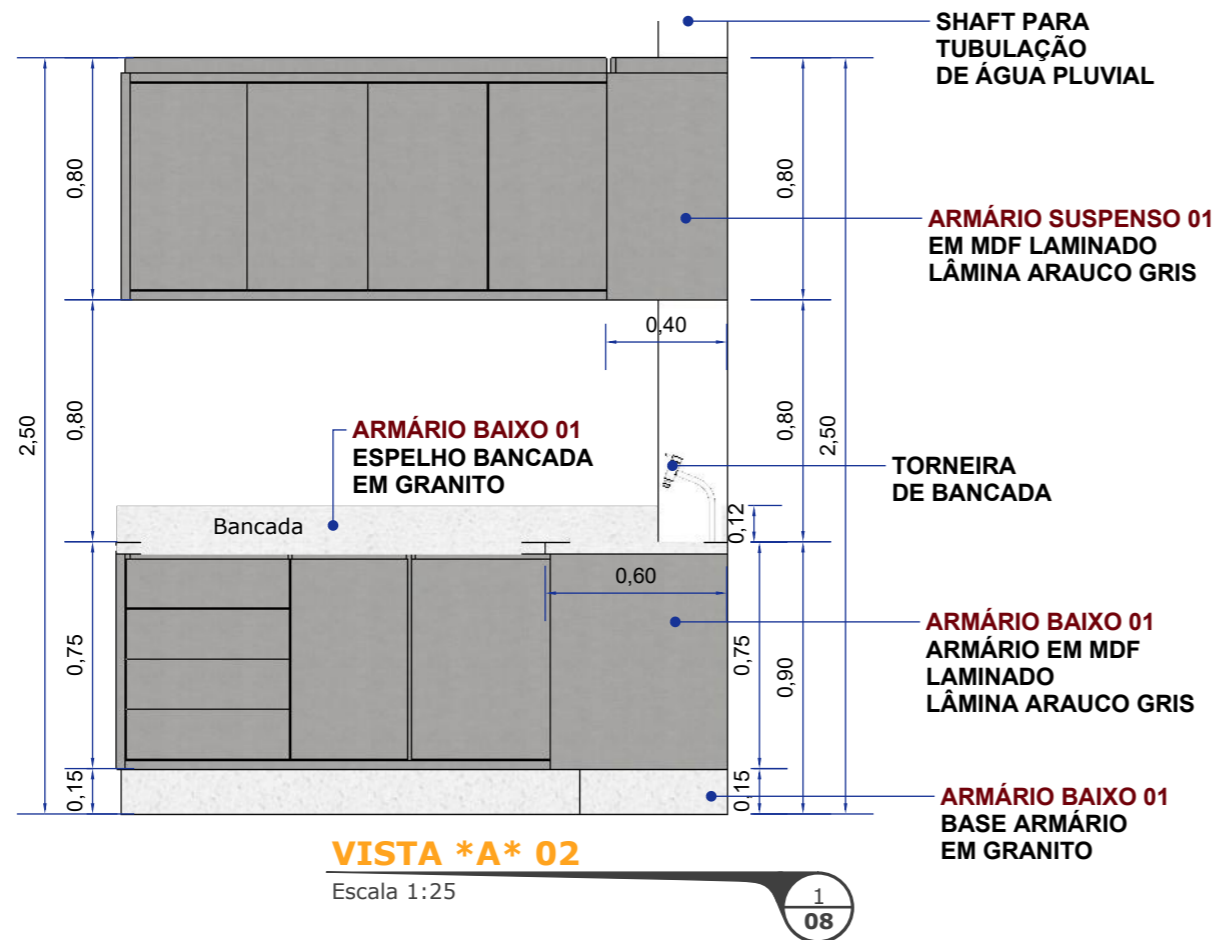 SHAFT PARA
TUBULAÇÃO
DE ÁGUA PLUVIAL
0,80
0,80
ARMÁRIO SUSPENSO 01
EM MDF LAMINADO
LÂMINA ARAUCO GRIS
0,40
2,50
0,80
ARMÁRIO BAIXO 01
ESPELHO BANCADA
EM GRANITO
0,80
2,50
TORNEIRA
DE BANCADA
Bancada
0,12
0,60
0,75
0,75
0,90
ARMÁRIO BAIXO 01
ARMÁRIO EM MDF
LAMINADO
LÂMINA ARAUCO GRIS
0,15
0,15
ARMÁRIO BAIXO 01
BASE ARMÁRIO
EM GRANITO
VISTA *A* 02
Escala 1:25
1
08